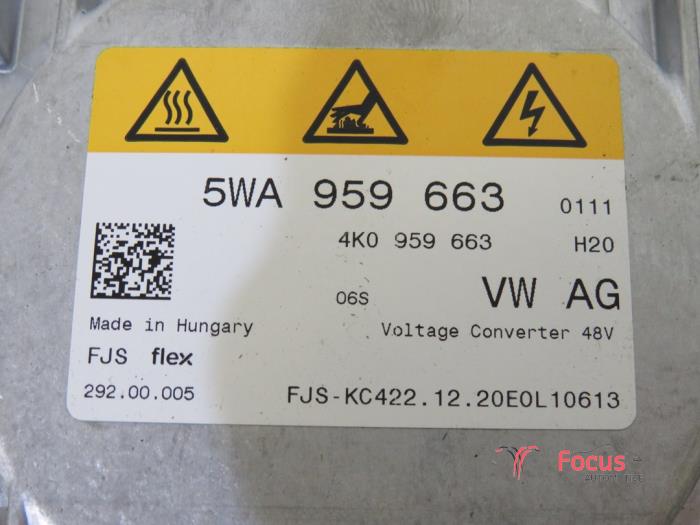 5WA 959 663 0111
4K0 959 663 H20
06S VW AG
Made in Hungary Voltage Converter 48V
FJS flex
292.00.005 FJS-KC422.12.20E0L10613
Focus
AUTOMOTIVE